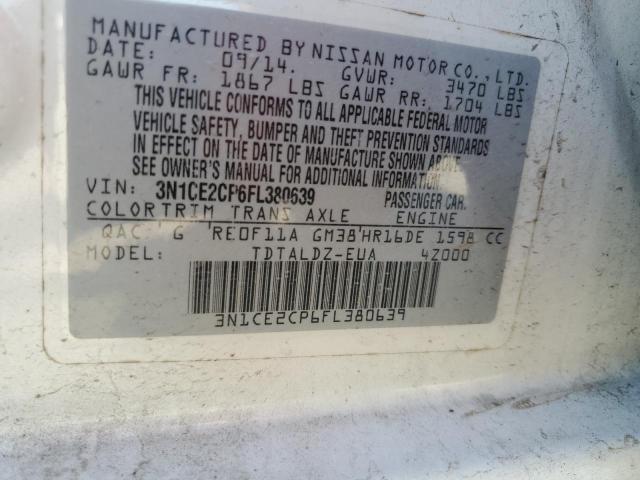 MANUFACTURED BY NISSAN MOTOR CO., LTD.
09/14. GVWR: 3470 LBS
GAWR FR: 1867 LBS GAWR RR: 1704 LBS
THIS VEHICLE CONFORMS TO ALL APPLICABLE FEDERAL MOTOR
VEHICLE SAFETY, BUMPER AND THEFT PREVENTION STANDARDS
IN EFFECT ON THE DATE OF MANUFACTURE SHOWN ABOVE.
SEE OWNER'S MANUAL FOR ADDITIONAL INFORMATION.
VIN: 3N1CE2CP6FL380639 PASSENGER CAR.
COLOR TRIM TRANS AXLE ENGINE
QAC G RE0F11A GM38 HR16DE 1598 CC
MODEL: TDTALDZ-EUA 4Z000
3N1CE2CP6FL380639